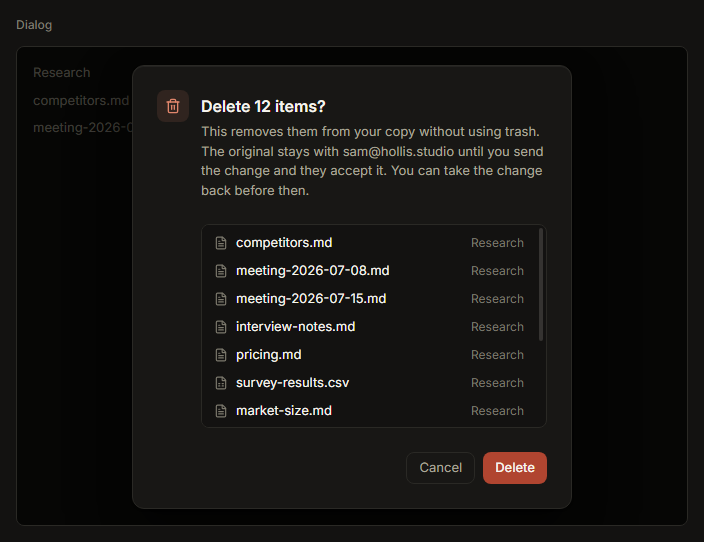 Dialog
Research
competitors.md
meeting-2026-0
Delete 12 items?
This removes them from your copy without using trash.
The original stays with sam@hollis.studio until you send
the change and they accept it. You can take the change
back before then.
competitors.md Research
meeting-2026-07-08.md Research
meeting-2026-07-15.md Research
interview-notes.md Research
pricing.md Research
survey-results.csv Research
market-size.md Research
Cancel Delete